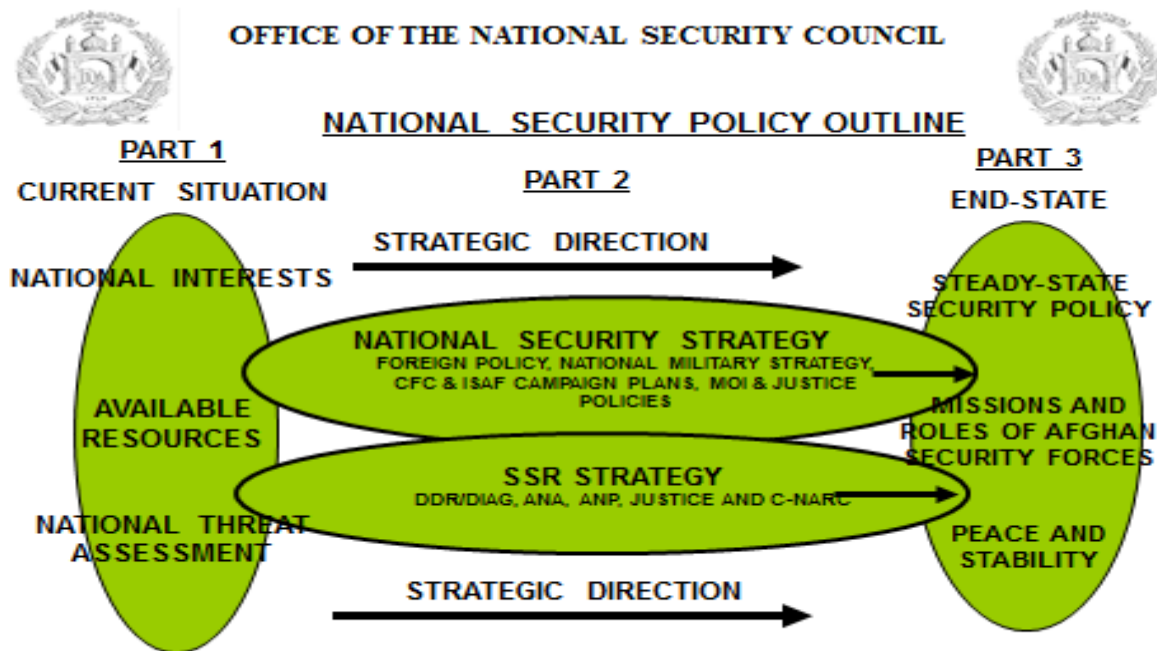 OFFICE OF THE NATIONAL SECURITY COUNCIL
NATIONAL SECURITY POLICY OUTLINE
PART 1
CURRENT SITUATION
NATIONAL INTERESTS
AVAILABLE
RESOURCES
NATIONAL THREAT
ASSESSMENT
PART 2
STRATEGIC DIRECTION
NATIONAL SECURITY STRATEGY
FOREIGN POLICY, NATIONAL MILITARY STRATEGY,
CFC & ISAF CAMPAIGN PLANS, MOI & JUSTICE
POLICIES
SSR STRATEGY
DDR/DIAG, ANA, ANP, JUSTICE AND C-NARC
STRATEGIC DIRECTION
PART 3
END-STATE
STEADY-STATE
SECURITY POLICY
MISSIONS AND
ROLES OF AFGHAN
SECURITY FORCES
PEACE AND
STABILITY